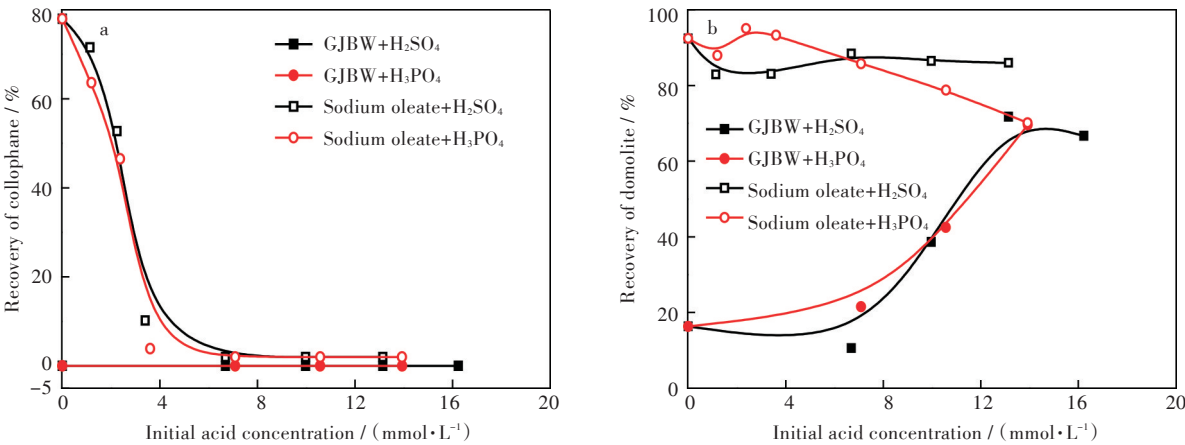 80
60
40
20
0
−5
Recovery of collophane / %
a
GJBW+H₂SO₄
GJBW+H₃PO₄
Sodium oleate+H₂SO₄
Sodium oleate+H₃PO₄
0 4 8 12 16 20
Initial acid concentration / (mmol·L⁻¹)
100
80
60
40
20
0
Recovery of domolite / %
b
GJBW+H₂SO₄
GJBW+H₃PO₄
Sodium oleate+H₂SO₄
Sodium oleate+H₃PO₄
0 4 8 12 16 20
Initial acid concentration / (mmol·L⁻¹)